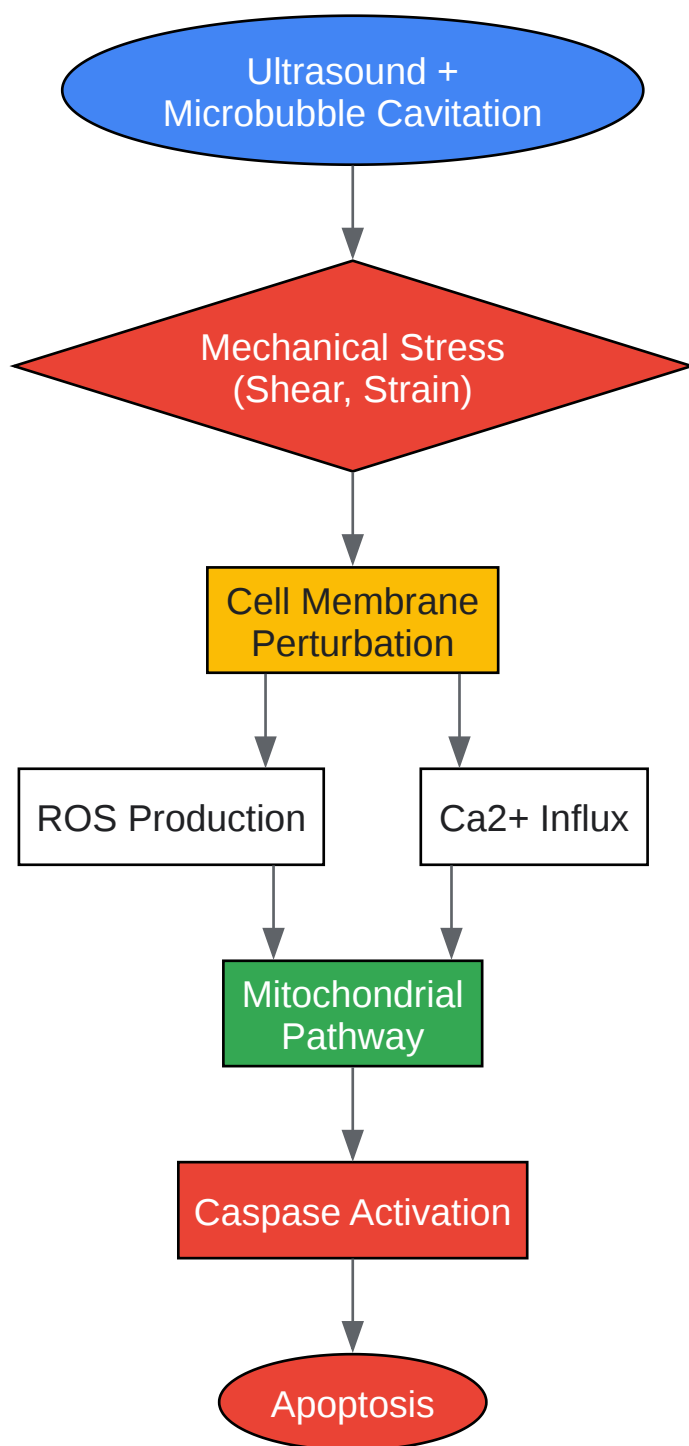 Ultrasound +
Microbubble Cavitation
Mechanical Stress
(Shear, Strain)
Cell Membrane
Perturbation
ROS Production
Ca2+ Influx
Mitochondrial
Pathway
Caspase Activation
Apoptosis